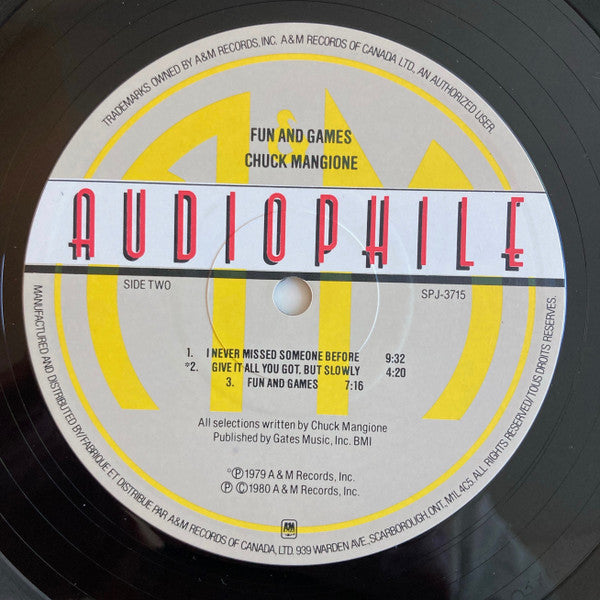 TRADEMARKS OWNED BY A&M RECORDS, INC. A&M RECORDS OF CANADA LTD., AN AUTHORIZED USER.
FUN AND GAMES
CHUCK MANGIONE
AUDIOPHILE
SIDE TWO
SPJ-3715
1. I NEVER MISSED SOMEONE BEFORE 9:32
*2. GIVE IT ALL YOU GOT, BUT SLOWLY 4:20
3. FUN AND GAMES 7:16
All selections written by Chuck Mangione
Published by Gates Music, Inc. BMI
*Ⓟ1979 A & M Records, Inc.
Ⓟ ©1980 A & M Records, Inc.
A&M
MANUFACTURED AND DISTRIBUTED BY/FABRIQUE ET DISTRIBUE PAR A&M RECORDS OF CANADA, LTD. 939 WARDEN AVE., SCARBOROUGH, ONT. M1L 4C5. ALL RIGHTS RESERVED/TOUS DROITS RESERVES.